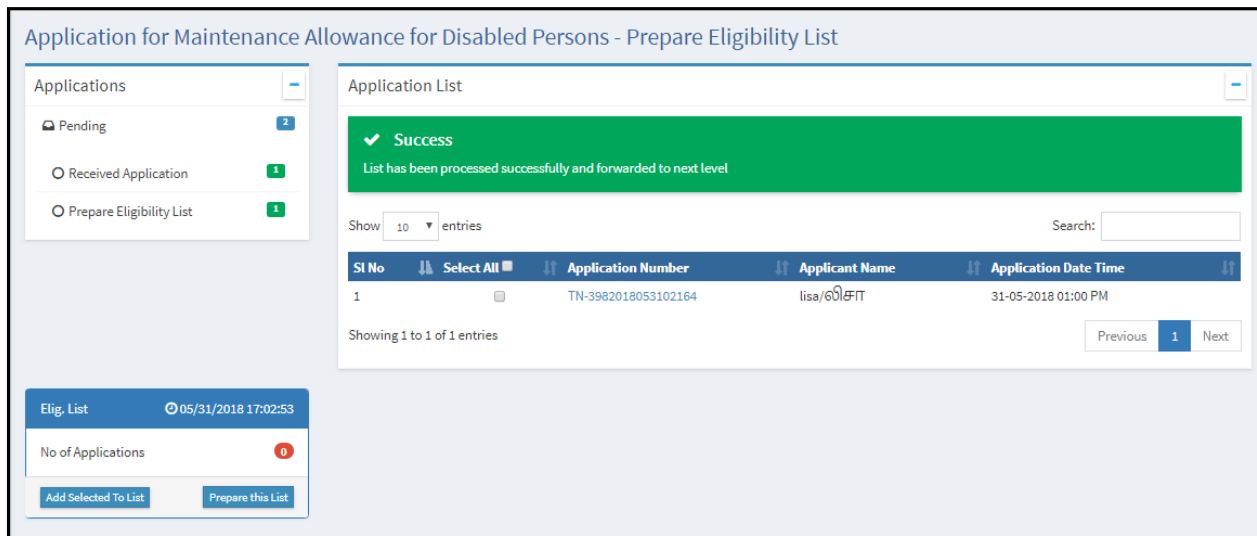 Application for Maintenance Allowance for Disabled Persons - Prepare Eligibility List
Applications
Pending 2
Received Application 1
Prepare Eligibility List 1
Application List
Success
List has been processed successfully and forwarded to next level
Show 10 entries Search:
Sl No Select All Application Number Applicant Name Application Date Time
1 TN-3982018053102164 lisa/லிசா 31-05-2018 01:00 PM
Showing 1 to 1 of 1 entries Previous 1 Next
Elig. List 05/31/2018 17:02:53
No of Applications 0
Add Selected To List Prepare this List